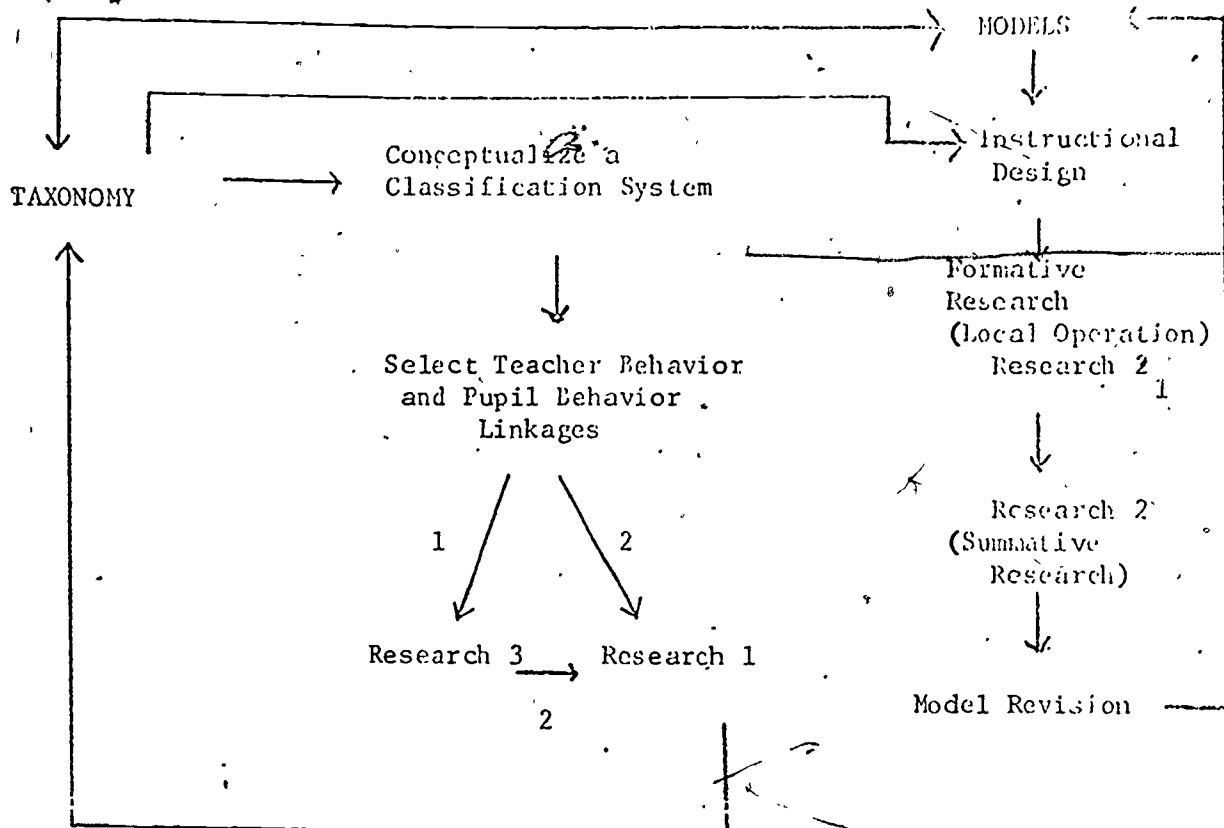 MODELS
Instructional
Design
Conceptualize a
Classification System
TAXONOMY
Formative
Research
(Local Operation)
Research 2
1
Select Teacher Behavior
and Pupil Behavior
Linkages
1
2
Research 2
(Summative
Research)
Research 3
Research 1
2
Model Revision